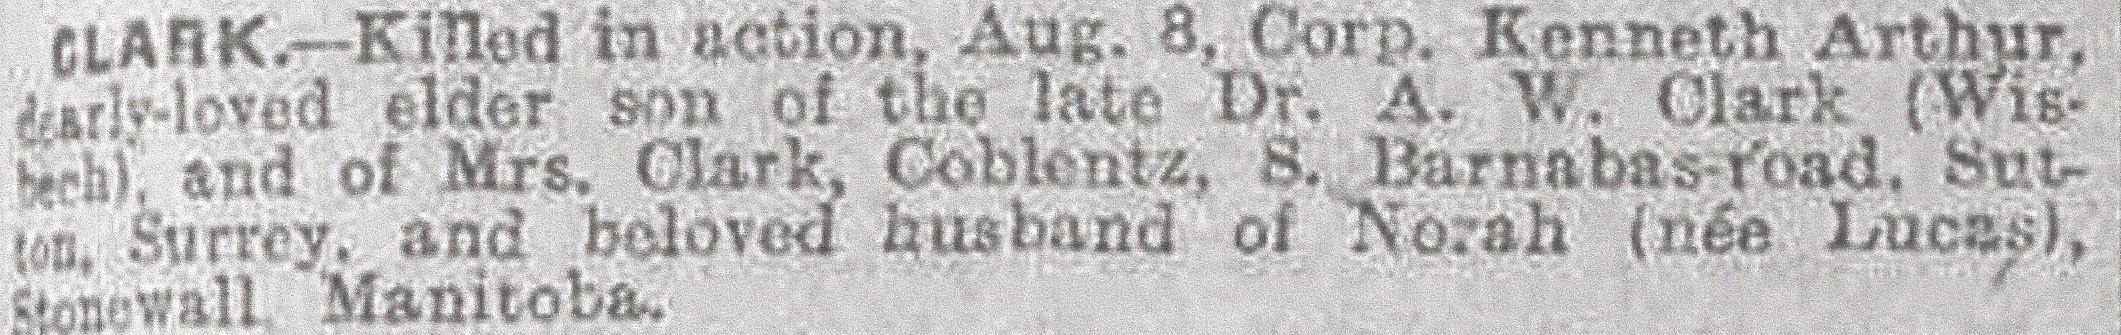 CLARK.—Killed in action, Aug. 8, Corp. Kenneth Arthur,
dearly-loved elder son of the late Dr. A. W. Clark (Wis-
bech), and of Mrs. Clark, Coblentz, S. Barnabas-road, Sut-
ton, Surrey, and beloved husband of Norah (née Lucas),
Stonewall Manitoba.